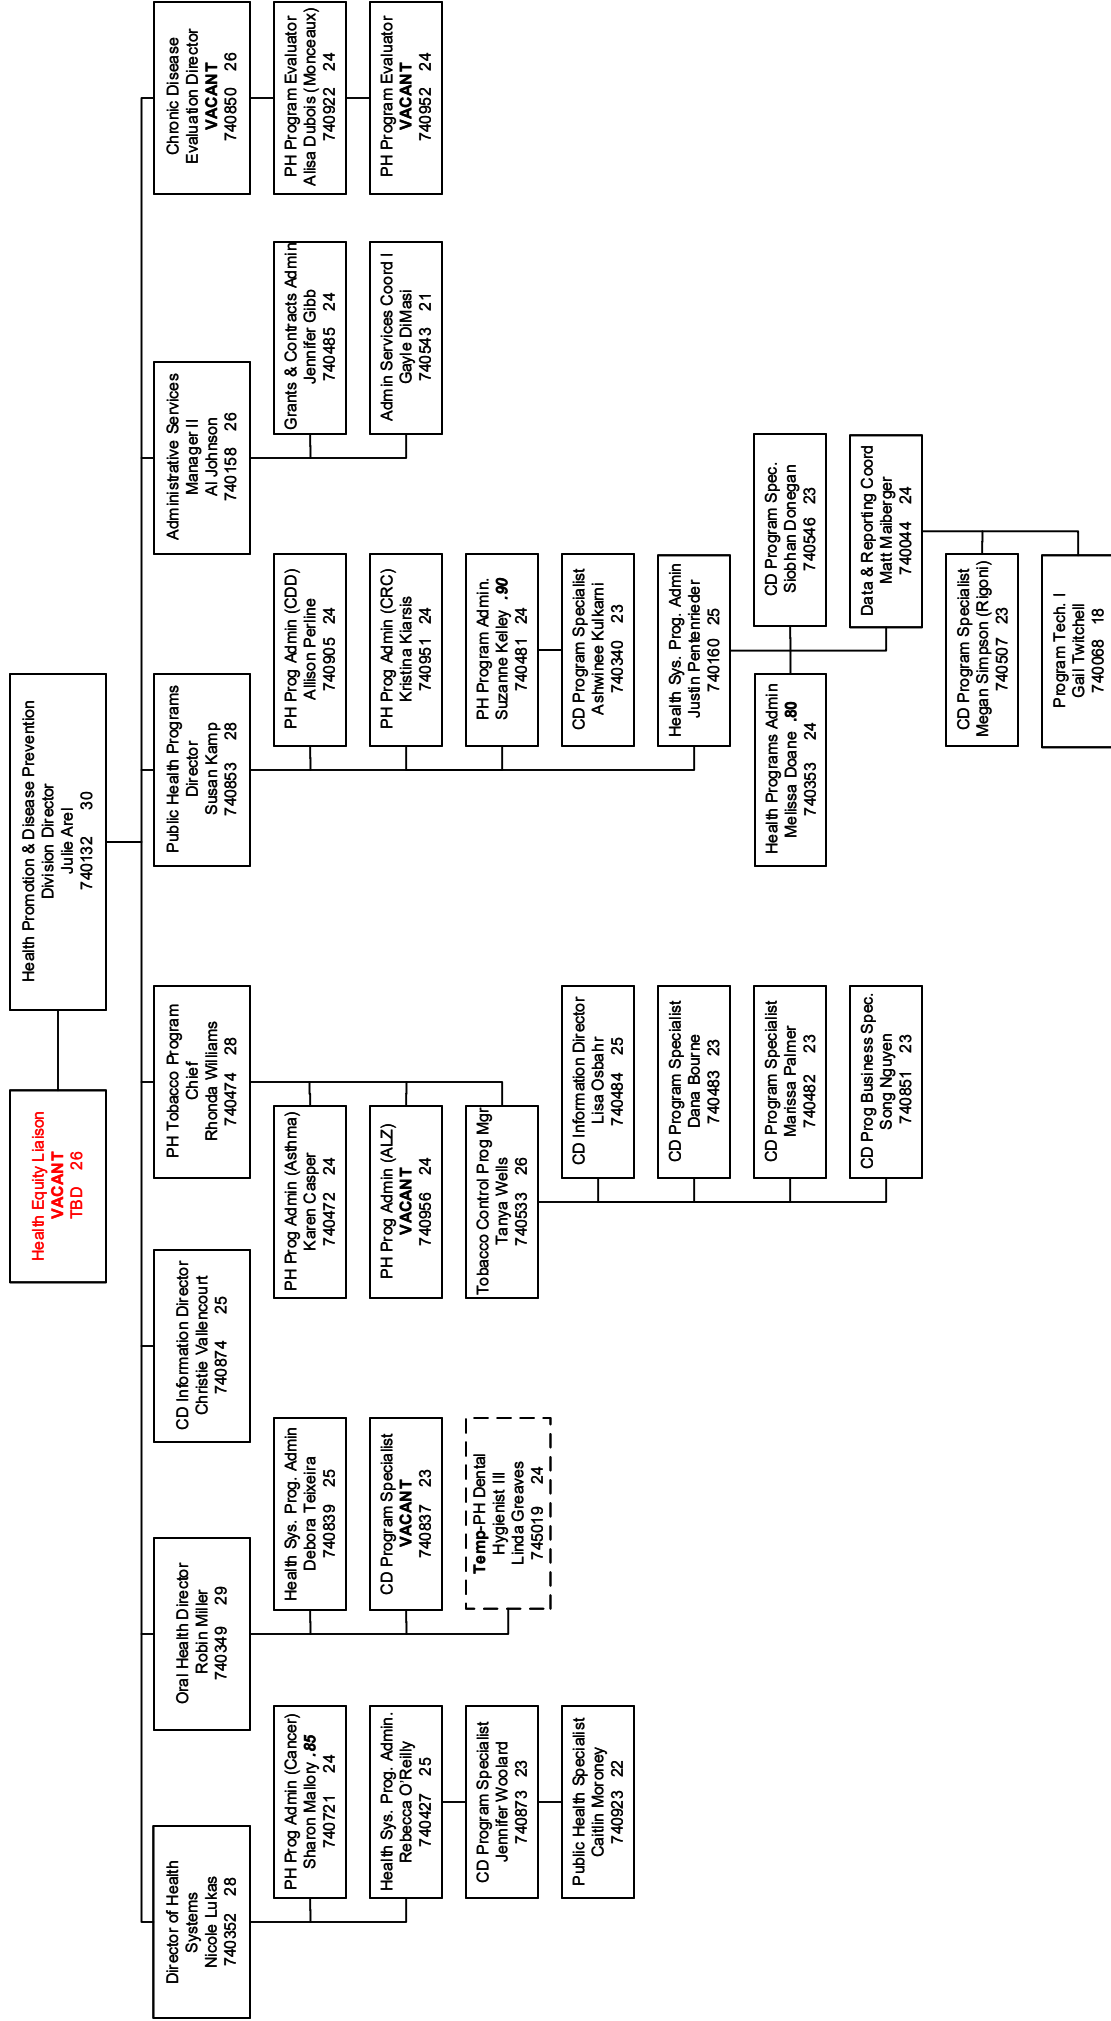 Health Promotion & Disease Prevention
Division Director
Julie Arel
740132 30
Health Equity Liaison
VACANT
TBD 26
Director of Health
Systems
Nicole Lukas
740352 28
PH Prog Admin (Cancer)
Sharon Mallory .85
740721 24
Health Sys. Prog. Admin.
Rebecca O'Reilly
740427 25
CD Program Specialist
Jennifer Woolard
740873 23
Public Health Specialist
Caitlin Moroney
740923 22
Oral Health Director
Robin Miller
740349 29
Health Sys. Prog. Admin
Debora Teixeira
740839 25
CD Program Specialist
VACANT
740837 23
Temp-PH Dental
Hygienist III
Linda Greaves
745019 24
CD Information Director
Christie Vallencourt
740874 25
PH Tobacco Program
Chief
Rhonda Williams
740474 28
PH Prog Admin (Asthma)
Karen Casper
740472 24
PH Prog Admin (ALZ)
VACANT
740956 24
Tobacco Control Prog Mgr
Tanya Wells
740533 26
CD Information Director
Lisa Osbahr
740484 25
CD Program Specialist
Dana Bourne
740483 23
CD Program Specialist
Marissa Palmer
740482 23
CD Prog Business Spec.
Song Nguyen
740851 23
Public Health Programs
Director
Susan Kamp
740853 28
PH Prog Admin (CDD)
Allison Perline
740905 24
PH Prog Admin (CRC)
Kristina Kiarsis
740951 24
PH Program Admin.
Suzanne Kelley .90
740481 24
CD Program Specialist
Ashwinee Kulkarni
740340 23
Health Sys. Prog. Admin
Justin Pentenrieder
740160 25
Health Programs Admin
Melissa Doane .80
740353 24
CD Program Spec.
Siobhan Donegan
740546 23
Data & Reporting Coord
Matt Maiberger
740044 24
CD Program Specialist
Megan Simpson (Rigoni)
740507 23
Program Tech. I
Gail Twitchell
740068 18
Administrative Services
Manager II
Al Johnson
740158 26
Grants & Contracts Admin
Jennifer Gibb
740485 24
Admin Services Coord I
Gayle DiMasi
740543 21
Chronic Disease
Evaluation Director
VACANT
740850 26
PH Program Evaluator
Alisa Dubois (Monceaux)
740922 24
PH Program Evaluator
VACANT
740952 24